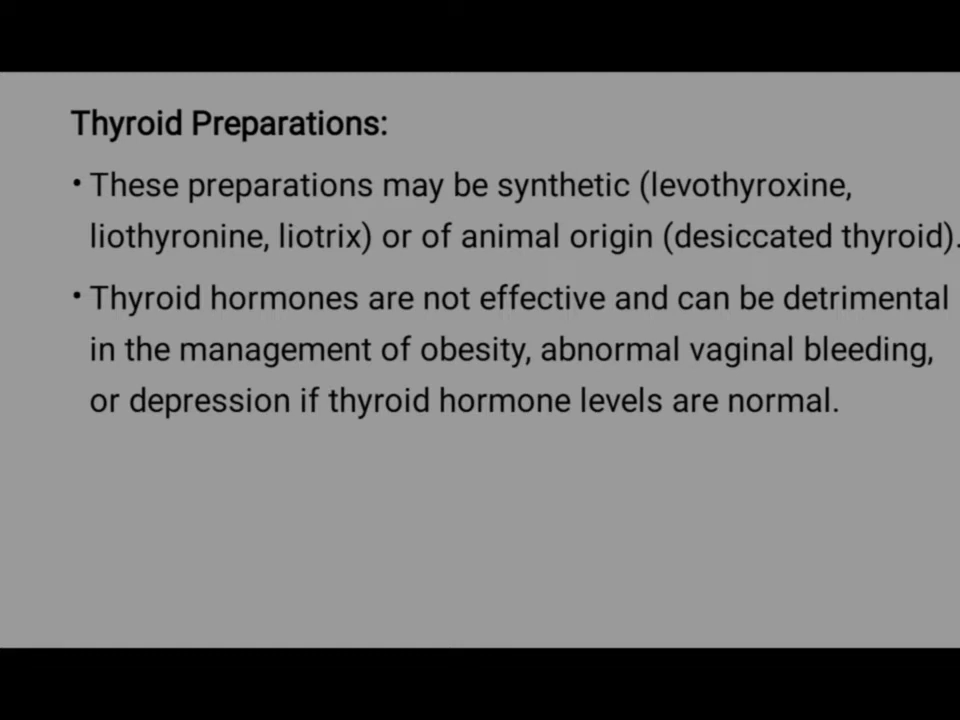 Thyroid Preparations:
• These preparations may be synthetic (levothyroxine,
liothyronine, liotrix) or of animal origin (desiccated thyroid).
• Thyroid hormones are not effective and can be detrimental
in the management of obesity, abnormal vaginal bleeding,
or depression if thyroid hormone levels are normal.